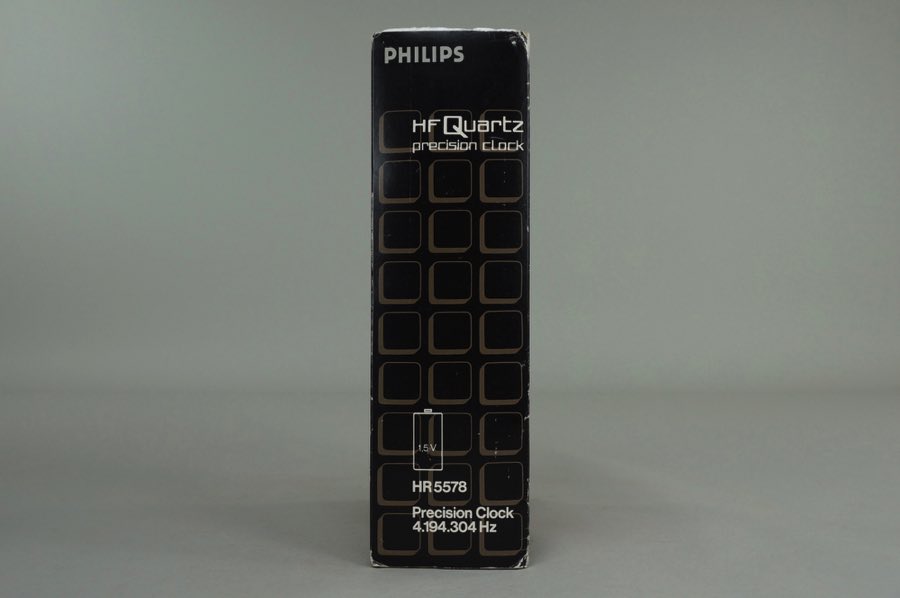 PHILIPS
HF Quartz
precision clock
1,5 V
HR 5578
Precision Clock
4.194.304 Hz